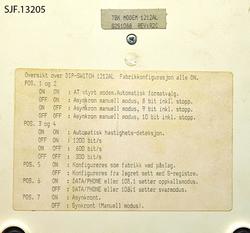 SJF.13205
TBK MODEM 1212AL
Oversikt over DIP-SWITCH 1212AL Fabrikkonfigurasjon alle ON.
POS. 1 og 2
ON ON : AT styrt modem.Automatisk formatvalg.
OFF ON : Asynkron manuell modus, 8 bit inkl. stopp.
ON OFF : Asynkron manuell modus, 9 bit inkl. stopp.
OFF OFF : Asynkron manuell modus, 10 bit inkl. stopp.
POS. 3 og 4
ON ON : Automatisk hastighets-deteksjon.
OFF ON : 1200 bit/s
ON OFF : 600 bit/s
OFF OFF : 300 bit/s
POS. 5 ON : Konfigureres som fabrikk ved påslag.
OFF : Konfigureres fra lagret sett med S-registre.
POS. 6 ON : DATA/PHONE eller 108.1 setter oppkallsmodus.
OFF : DATA/PHONE eller 108.1 setter svarmodus.
POS. 7 ON : Asynkront.
OFF : Synkront (Manuell modus).